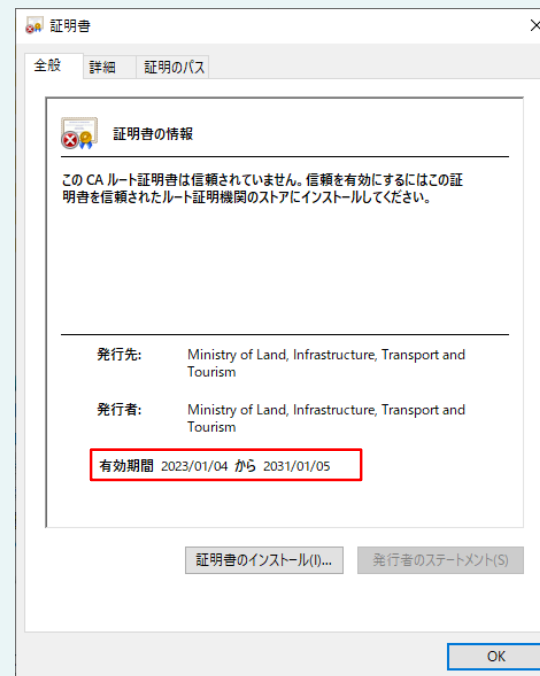 証明書
全般 詳細 証明のパス
証明書の情報
この CA ルート証明書は信頼されていません。信頼を有効にするにはこの証
明書を信頼されたルート証明機関のストアにインストールしてください。
発行先: Ministry of Land, Infrastructure, Transport and
Tourism
発行者: Ministry of Land, Infrastructure, Transport and
Tourism
有効期間 2023/01/04 から 2031/01/05
証明書のインストール(I)... 発行者のステートメント(S)
OK